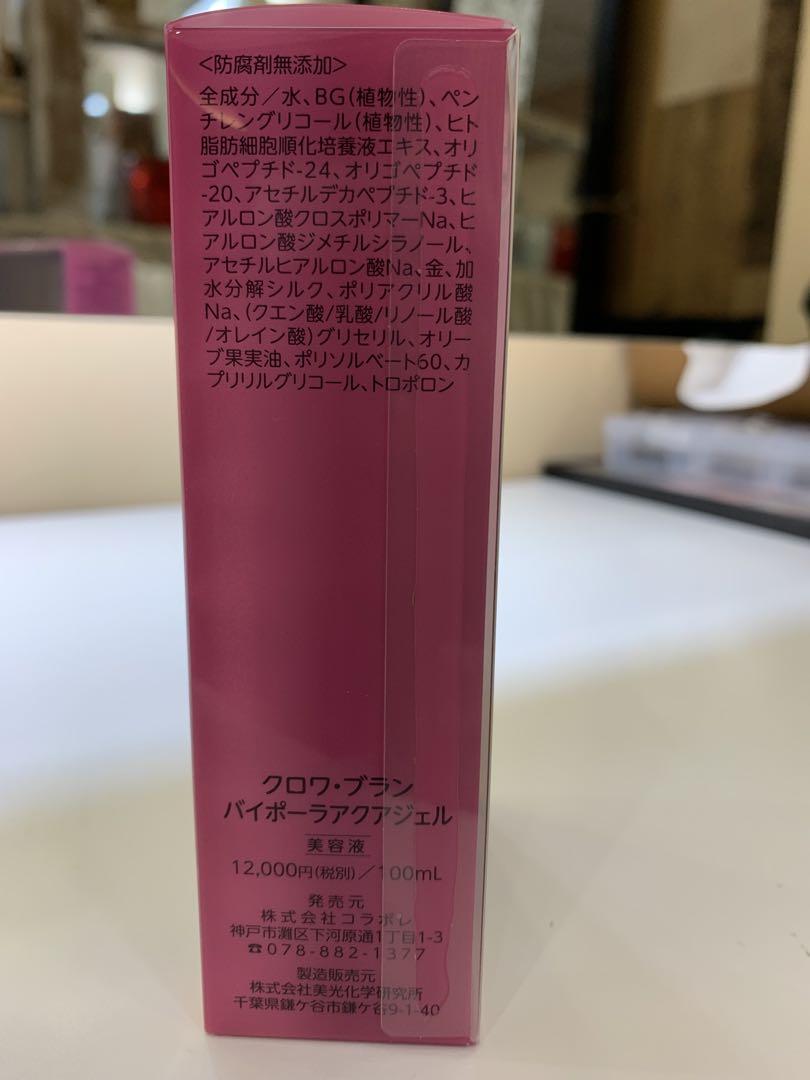 <防腐剤無添加>
全成分/水、BG(植物性)、ペン
チレングリコール(植物性)、ヒト
脂肪細胞順化培養液エキス、オリ
ゴペプチド-24、オリゴペプチド
-20、アセチルデカペプチド-3、ヒ
アルロン酸クロスポリマーNa、ヒ
アルロン酸ジメチルシラノール、
アセチルヒアルロン酸Na、金、加
水分解シルク、ポリアクリル酸
Na、(クエン酸/乳酸/リノール酸
/オレイン酸)グリセリル、オリー
ブ果実油、ポリソルベート60、カ
プリリルグリコール、トロポロン
クロワ・ブラン
バイポーラアクアジェル
美容液
12,000円(税別)/100mL
発売元
株式会社コラボレ
神戸市灘区下河原通1丁目1-3
☎078-882-1377
製造販売元
株式会社美光化学研究所
千葉県鎌ケ谷市鎌ケ谷9-1-40